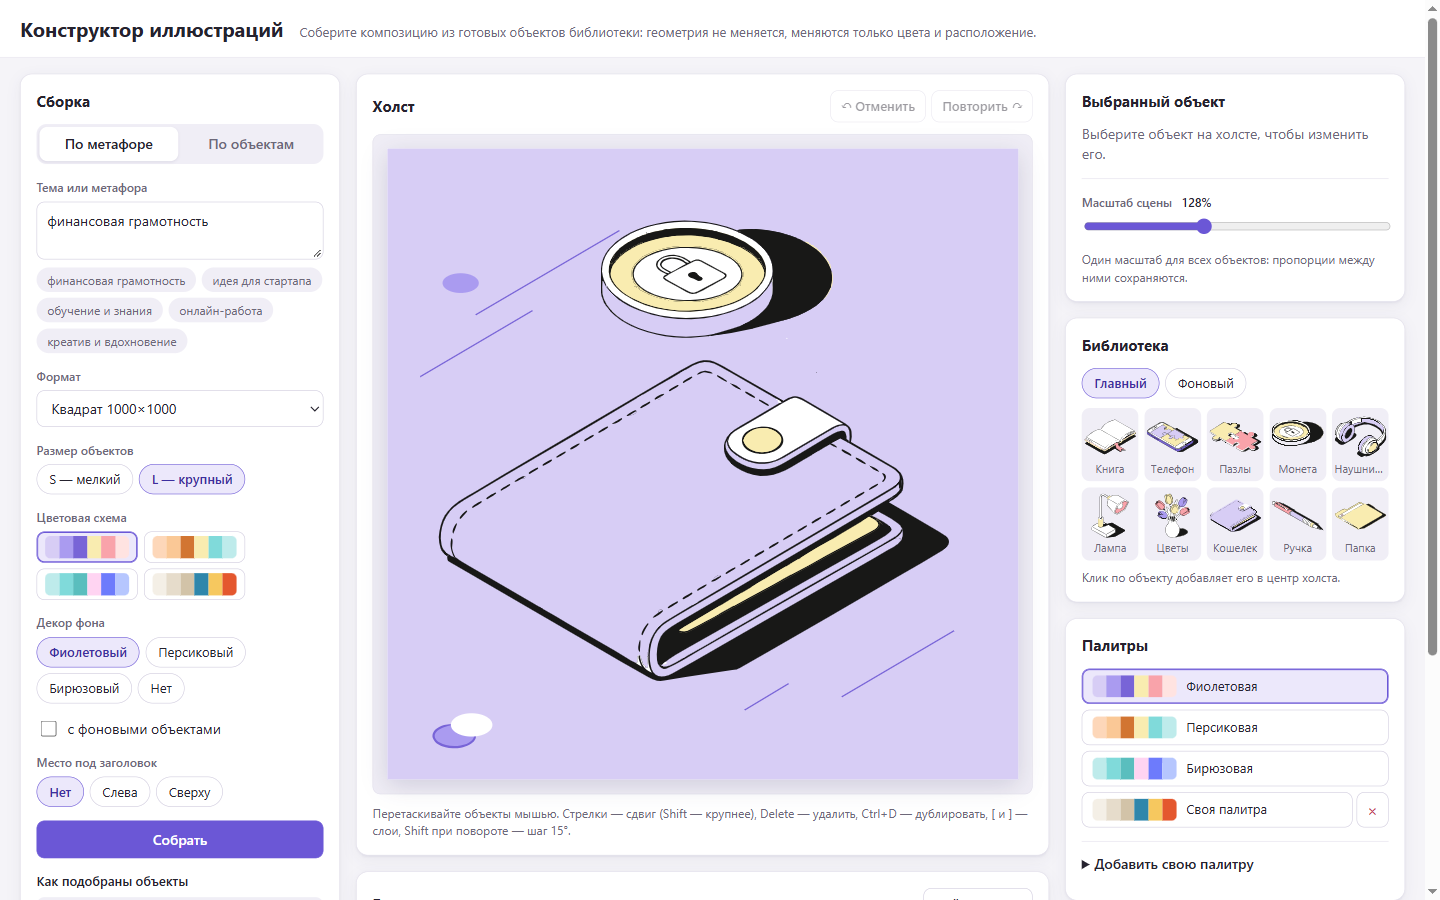 Конструктор иллюстраций
Соберите композицию из готовых объектов библиотеки: геометрия не меняется, меняются только цвета и расположение.
Сборка
По метафоре
По объектам
Тема или метафора
финансовая грамотность
финансовая грамотность
идея для стартапа
обучение и знания
онлайн-работа
креатив и вдохновение
Формат
Квадрат 1000×1000
Размер объектов
S — мелкий
L — крупный
Цветовая схема
Декор фона
Фиолетовый
Персиковый
Бирюзовый
Нет
с фоновыми объектами
Место под заголовок
Нет
Слева
Сверху
Собрать
Как подобраны объекты
Холст
↶ Отменить
Повторить ↷
Перетаскивайте объекты мышью. Стрелки — сдвиг (Shift — крупнее), Delete — удалить, Ctrl+D — дублировать, [ и ] —
слои, Shift при повороте — шаг 15°.
Выбранный объект
Выберите объект на холсте, чтобы изменить
его.
Масштаб сцены 128%
Один масштаб для всех объектов: пропорции между
ними сохраняются.
Библиотека
Главный
Фоновый
Книга
Телефон
Пазлы
Монета
Наушни...
Лампа
Цветы
Кошелек
Ручка
Папка
Клик по объекту добавляет его в центр холста.
Палитры
Фиолетовая
Персиковая
Бирюзовая
Своя палитра
×
▶ Добавить свою палитру